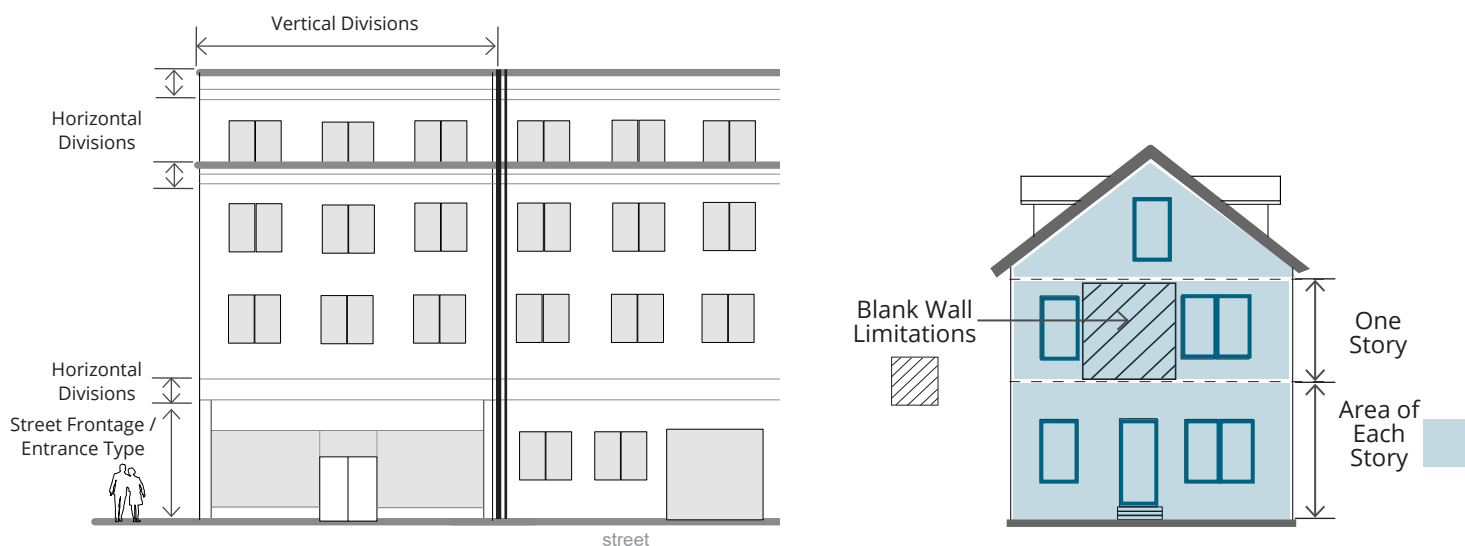 Vertical Divisions
Horizontal
Divisions
Horizontal
Divisions
Street Frontage /
Entrance Type
street
Blank Wall
Limitations
One
Story
Area of
Each
Story